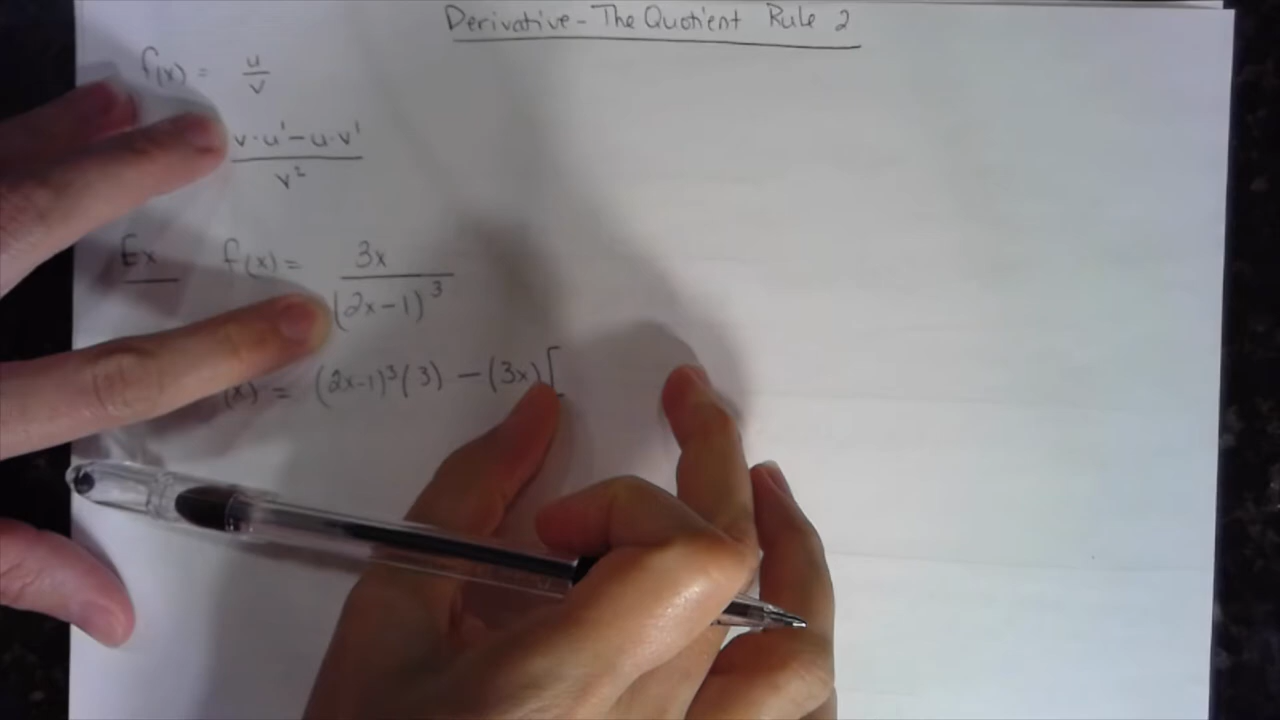 Derivative - The Quotient Rule 2
f(x) = u/v
v·u' - u·v' / v²
Ex f(x) = 3x / (2x-1)³
(x) = (2x-1)³(3) - (3x)[